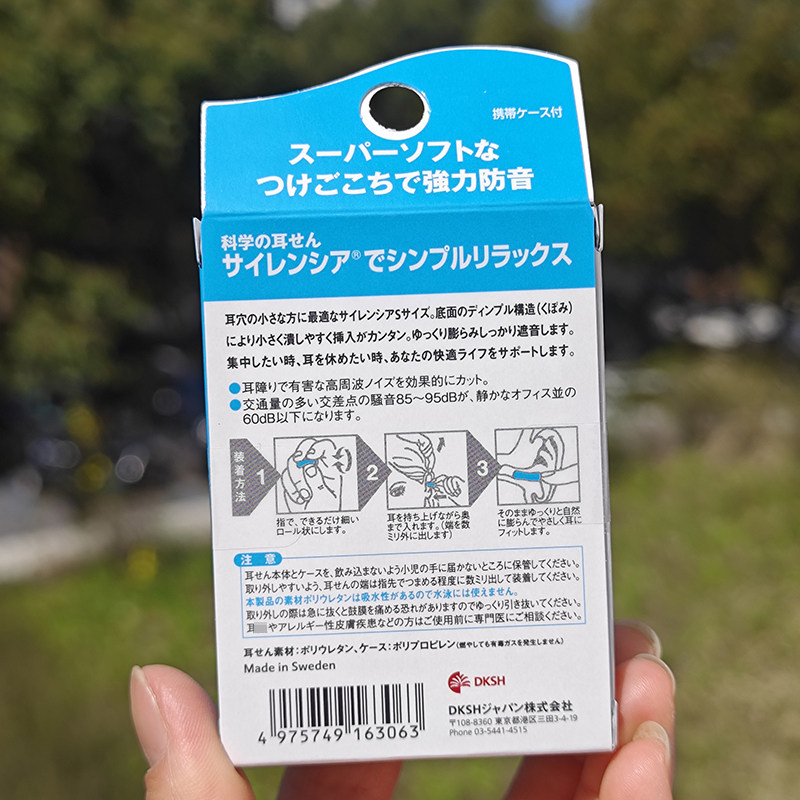 携帯ケース付
スーパーソフトな
つけごこちで強力防音
科学の耳せん
サイレンシア®でシンプルリラックス
耳穴の小さな方に最適なサイレンシアSサイズ。底面のディンプル構造(くぼみ)
により小さく潰しやすく挿入がカンタン。ゆっくり膨らみしっかり遮音します。
集中したい時、耳を休めたい時、あなたの快適ライフをサポートします。
●耳障りで有害な高周波ノイズを効果的にカット。
●交通量の多い交差点の騒音85～95dBが、静かなオフィス並の
60dB以下になります。
装着方法
1
2
3
指で、できるだけ細い
ロール状にします。
耳を持ち上げながら奥
まで入れます。(端を数
ミリ外に出します)
そのままゆっくりと自然
に膨らんでやさしく耳に
フィットします。
注意
耳せん本体とケースを、飲み込まないよう小児の手に届かないところに保管してください。
取り外しやすいよう、耳せんの端は指先でつまめる程度に数ミリ出して装着してください。
本製品の素材ポリウレタンは吸水性があるので水泳には使えません。
取り外しの際は急に抜くと鼓膜を痛める恐れがありますのでゆっくり引き抜いてください。
耳やアレルギー性皮膚疾患などの方はご使用前に専門医にご相談ください。
耳せん素材:ポリウレタン、ケース:ポリプロピレン(燃やしても有毒ガスを発生しません)
Made in Sweden
DKSH
DKSHジャパン株式会社
〒108-8360 東京都港区三田3-4-19
Phone 03-5441-4515
4 975749 163063